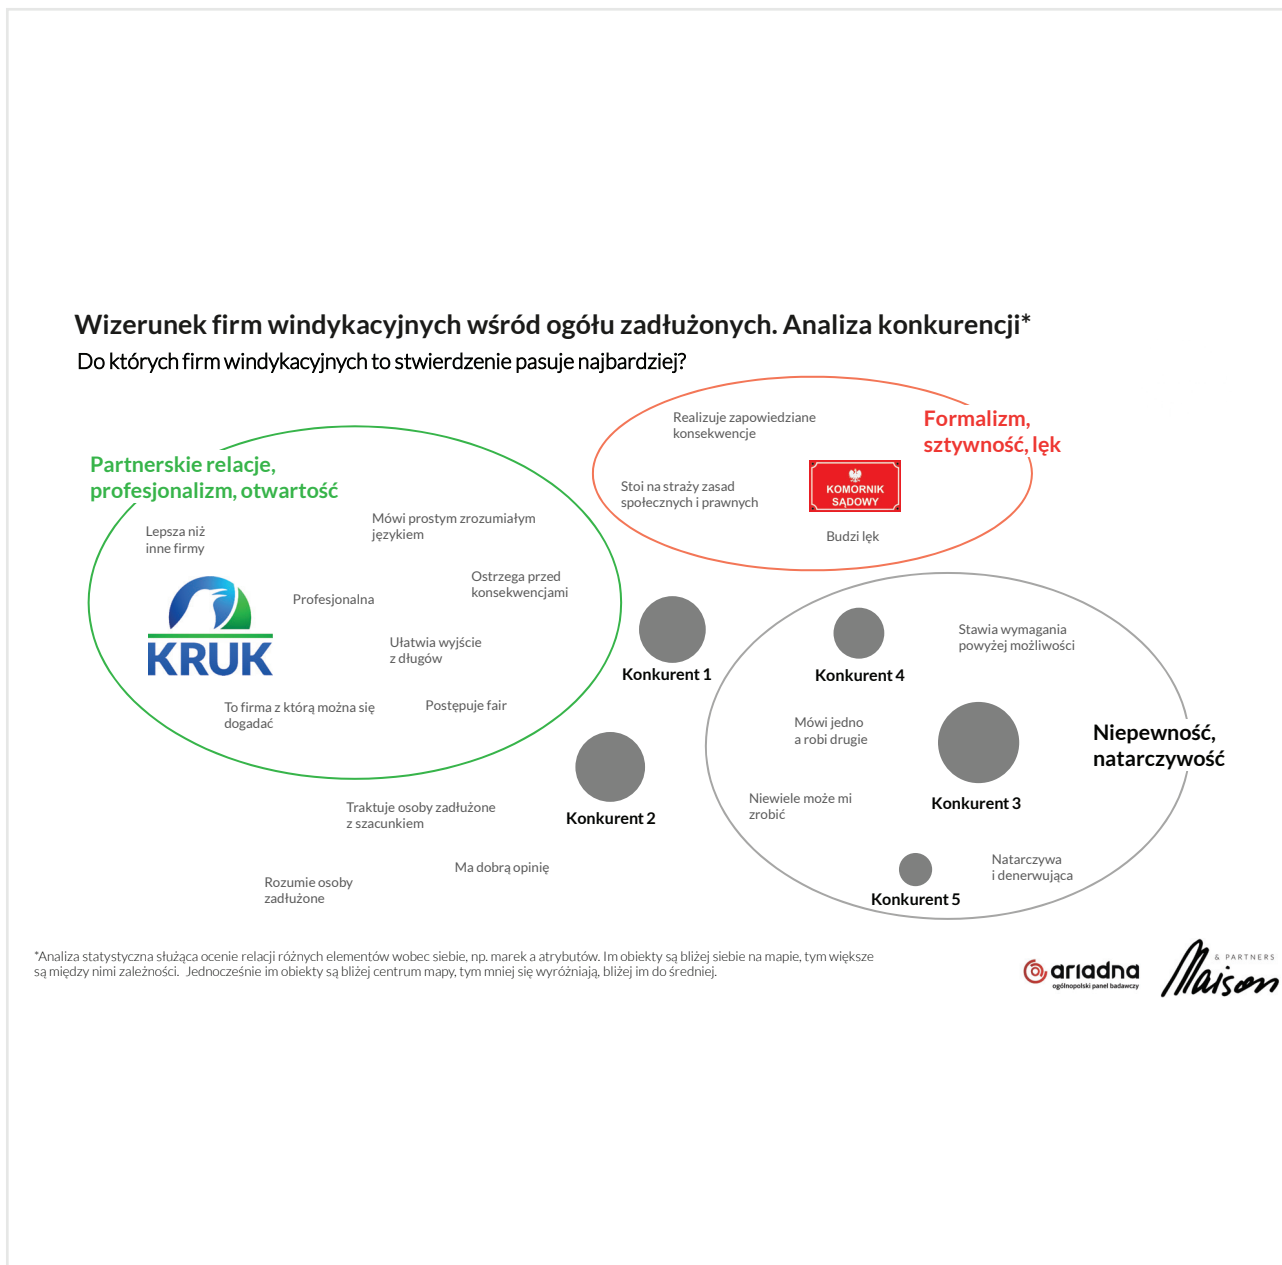 Wizerunek firm windykacyjnych wśród ogółu zadłużonych. Analiza konkurencji*
Do których firm windykacyjnych to stwierdzenie pasuje najbardziej?
Partnerskie relacje,
profesjonalizm, otwartość
Lepsza niż
inne firmy
Mówi prostym zrozumiałym
językiem
Ostrzega przed
konsekwencjami
Profesjonalna
KRUK
Ułatwia wyjście
z długów
To firma z którą można się
dogadać
Postępuje fair
Realizuje zapowiedziane
konsekwencje
Formalizm,
sztywność, lęk
Stoi na straży zasad
społecznych i prawnych
KOMORNIK
SĄDOWY
Budzi lęk
Konkurent 1
Konkurent 2
Traktuje osoby zadłużone
z szacunkiem
Ma dobrą opinię
Rozumie osoby
zadłużone
Konkurent 4
Stawia wymagania
powyżej możliwości
Mówi jedno
a robi drugie
Niepewność,
natarczywość
Konkurent 3
Niewiele może mi
zrobić
Natarczywa
i denerwująca
Konkurent 5
*Analiza statystyczna służąca ocenie relacji różnych elementów wobec siebie, np. marek a atrybutów. Im obiekty są bliżej siebie na mapie, tym większe
są między nimi zależności. Jednocześnie im obiekty są bliżej centrum mapy, tym mniej się wyróżniają, bliżej im do średniej.
ariadna
ogólnopolski panel badawczy
& PARTNERS
Maison